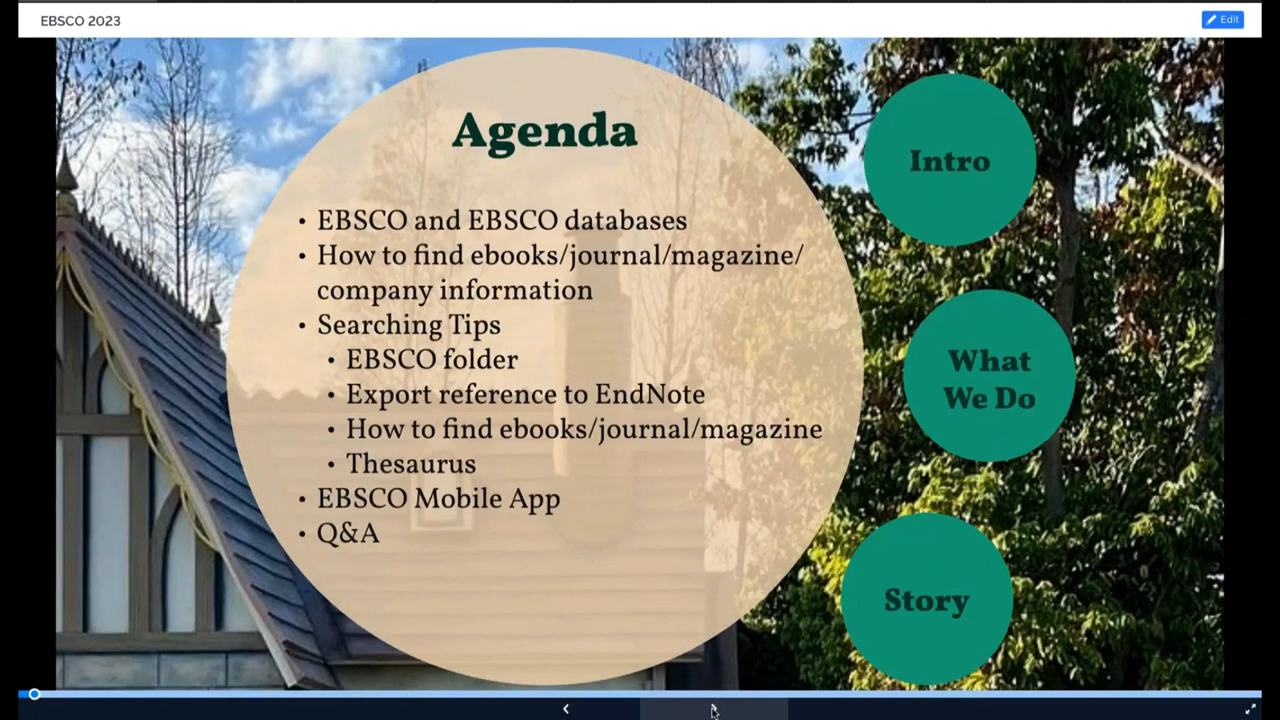 EBSCO 2023
Edit
Agenda
• EBSCO and EBSCO databases
• How to find ebooks/journal/magazine/
company information
• Searching Tips
• EBSCO folder
• Export reference to EndNote
• How to find ebooks/journal/magazine
• Thesaurus
• EBSCO Mobile App
• Q&A
Intro
What
We Do
Story